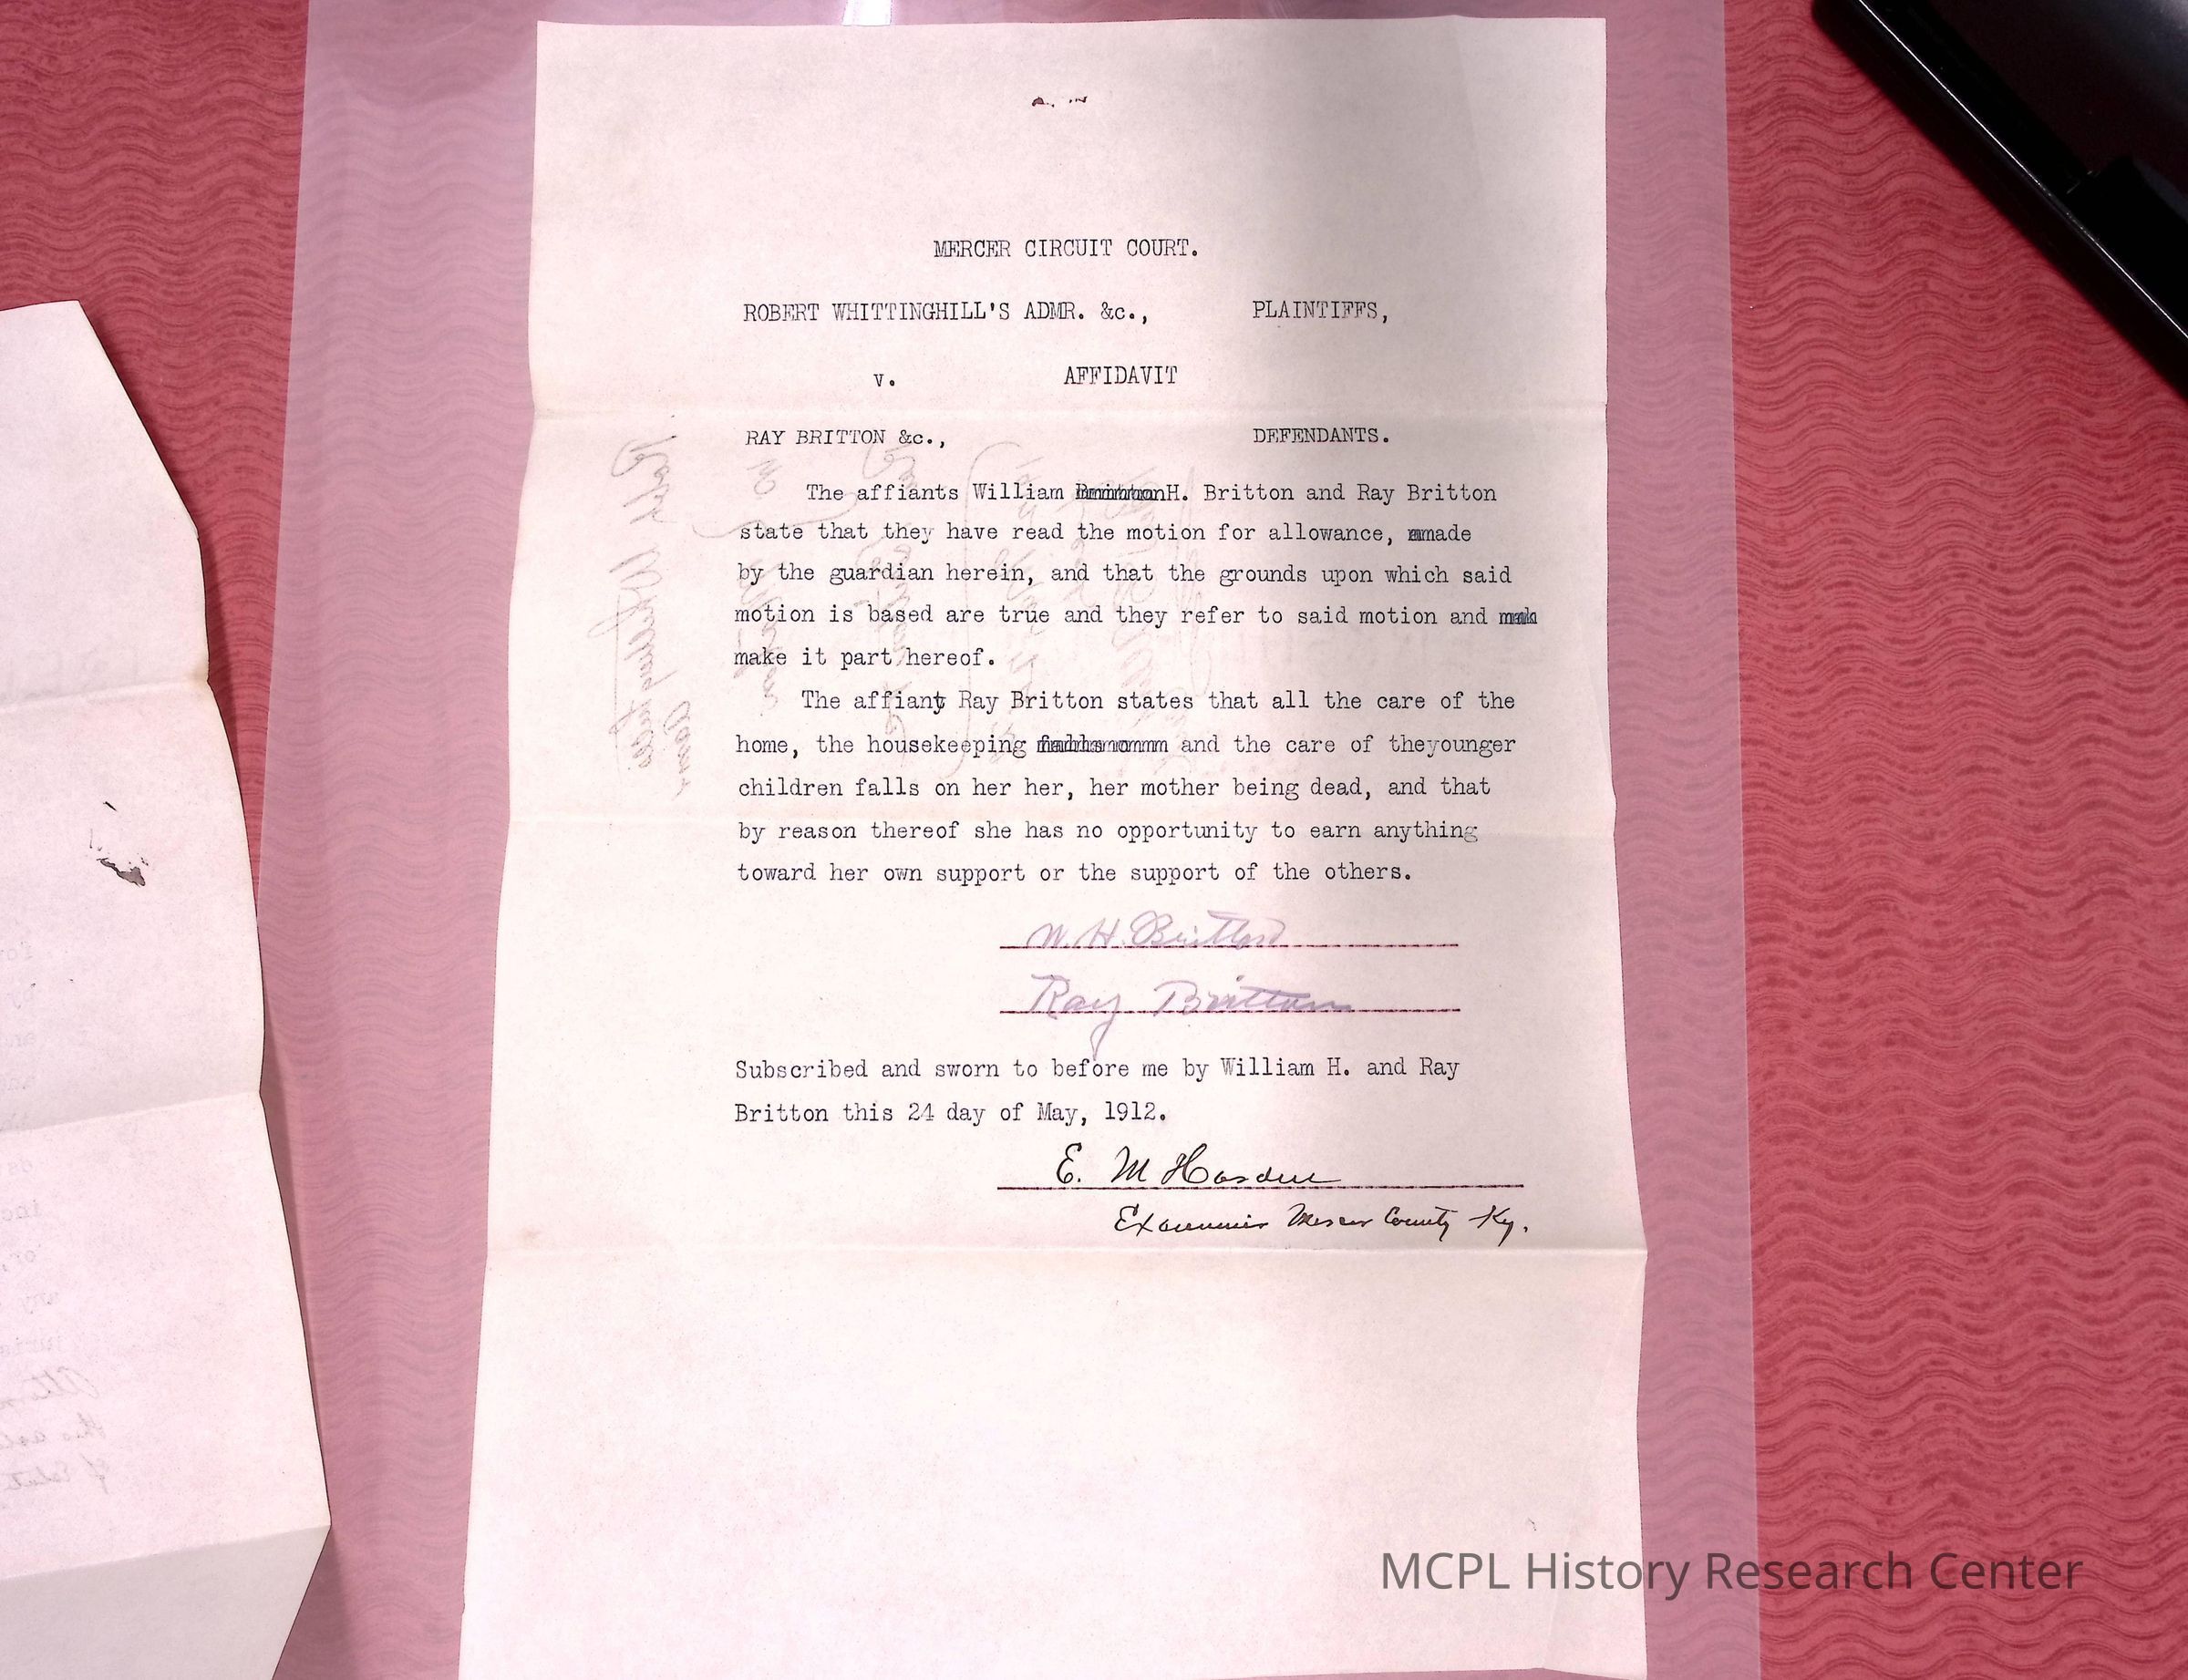 MERCER CIRCUIT COURT.
ROBERT WHITTINGHILL'S ADMR. &c., PLAINTIFFS,
v. AFFIDAVIT
RAY BRITTON &c., DEFENDANTS.
The affiants William H. Britton and Ray Britton
state that they have read the motion for allowance, made
by the guardian herein, and that the grounds upon which said
motion is based are true and they refer to said motion and
make it part hereof.
The affiant Ray Britton states that all the care of the
home, the housekeeping and the care of theyounger
children falls on her her, her mother being dead, and that
by reason thereof she has no opportunity to earn anything
toward her own support or the support of the others.
W. H. Britton
Ray Britton
Subscribed and sworn to before me by William H. and Ray
Britton this 24 day of May, 1912.
E. M Hardin
Examiner Mercer County Ky.
MCPL History Research Center